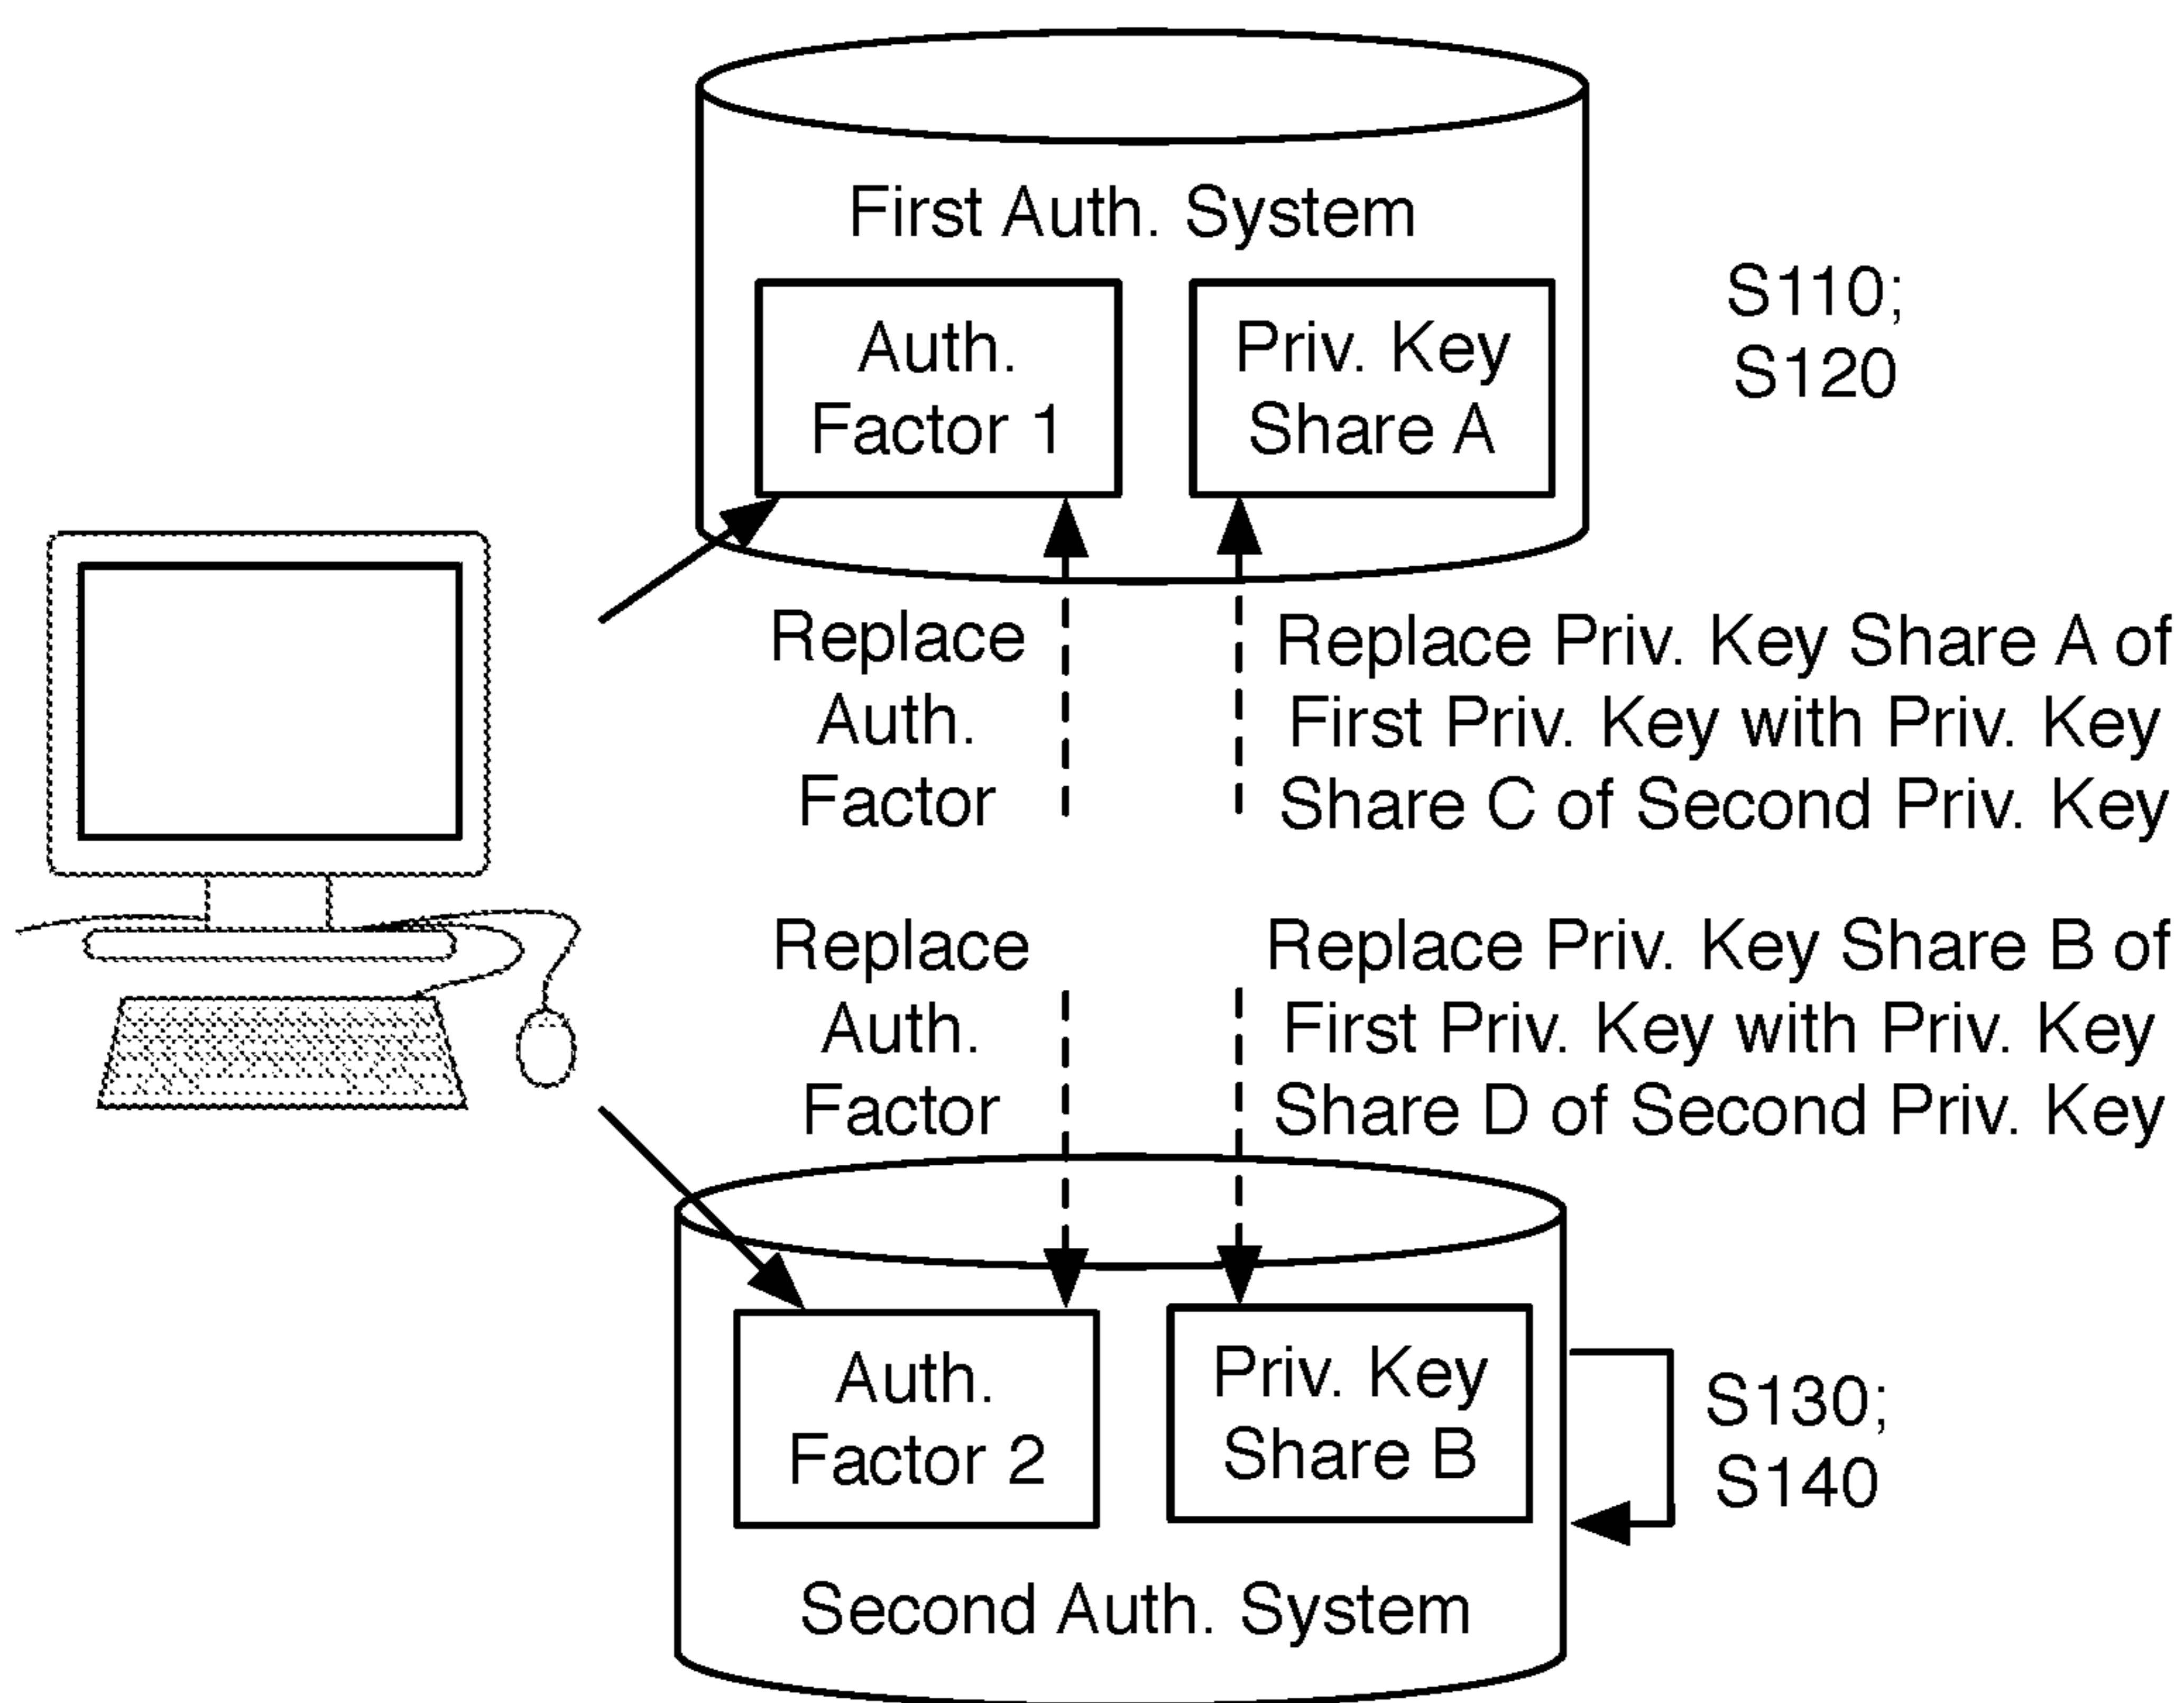 First Auth. System
Auth.
Factor 1
Priv. Key
Share A
S110;
S120
Replace
Auth.
Factor
Replace Priv. Key Share A of
First Priv. Key with Priv. Key
Share C of Second Priv. Key
Replace
Auth.
Factor
Replace Priv. Key Share B of
First Priv. Key with Priv. Key
Share D of Second Priv. Key
Auth.
Factor 2
Priv. Key
Share B
S130;
S140
Second Auth. System